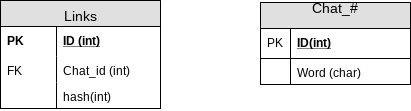 Links
PK ID (int)
FK Chat_id (int)
hash(int)
Chat_#
PK ID(int)
Word (char)